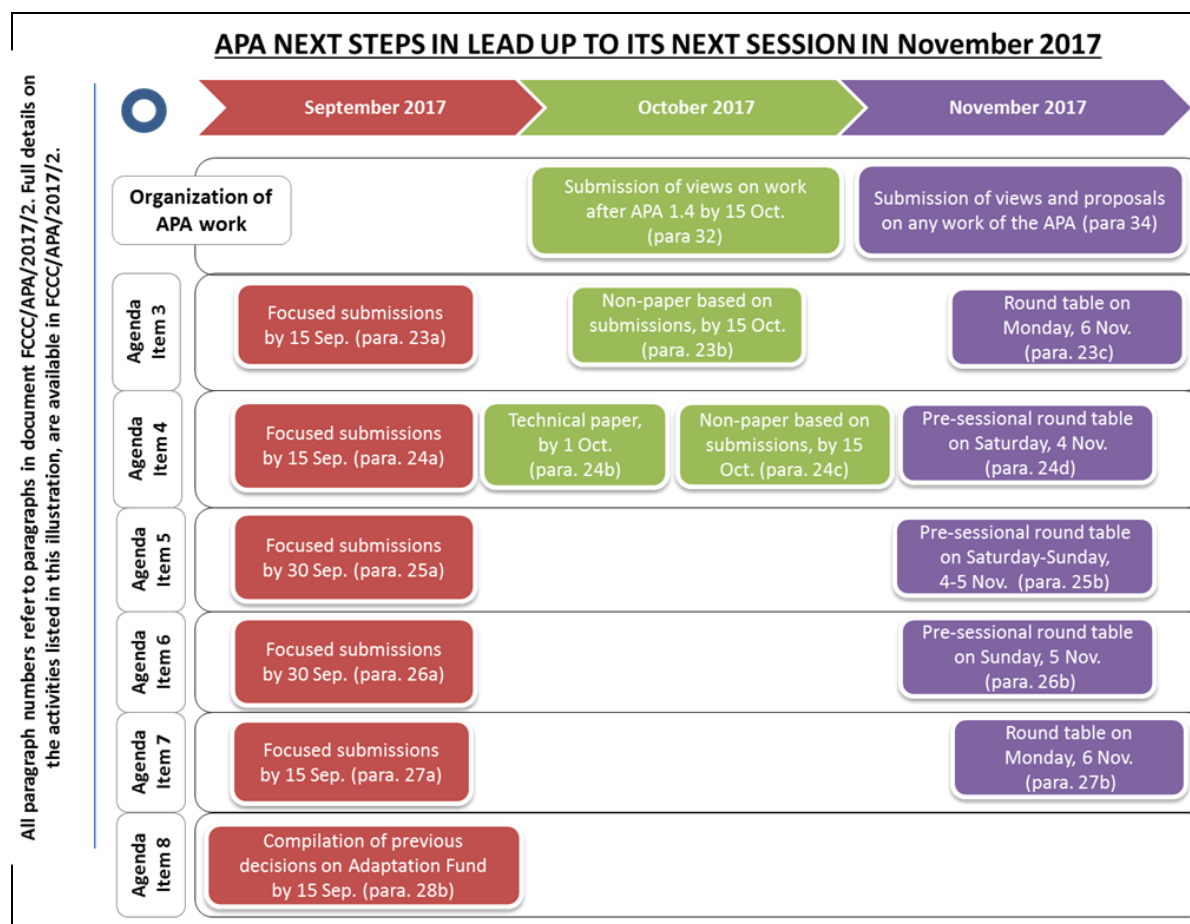 APA NEXT STEPS IN LEAD UP TO ITS NEXT SESSION IN November 2017
All paragraph numbers refer to paragraphs in document FCCC/APA/2017/2. Full details on
the activities listed in this illustration, are available in FCCC/APA/2017/2.
September 2017
October 2017
November 2017
Organization of
APA work
Submission of views on work
after APA 1.4 by 15 Oct.
(para 32)
Submission of views and proposals
on any work of the APA (para 34)
Agenda
Item 3
Focused submissions
by 15 Sep. (para. 23a)
Non-paper based on
submissions, by 15 Oct.
(para. 23b)
Round table on
Monday, 6 Nov.
(para. 23c)
Agenda
Item 4
Focused submissions
by 15 Sep. (para. 24a)
Technical paper,
by 1 Oct.
(para. 24b)
Non-paper based on
submissions, by 15
Oct. (para. 24c)
Pre-sessional round table
on Saturday, 4 Nov.
(para. 24d)
Agenda
Item 5
Focused submissions
by 30 Sep. (para. 25a)
Pre-sessional round table
on Saturday-Sunday,
4-5 Nov. (para. 25b)
Agenda
Item 6
Focused submissions
by 30 Sep. (para. 26a)
Pre-sessional round table
on Sunday, 5 Nov.
(para. 26b)
Agenda
Item 7
Focused submissions
by 15 Sep. (para. 27a)
Round table on
Monday, 6 Nov.
(para. 27b)
Agenda
Item 8
Compilation of previous
decisions on Adaptation Fund
by 15 Sep. (para. 28b)